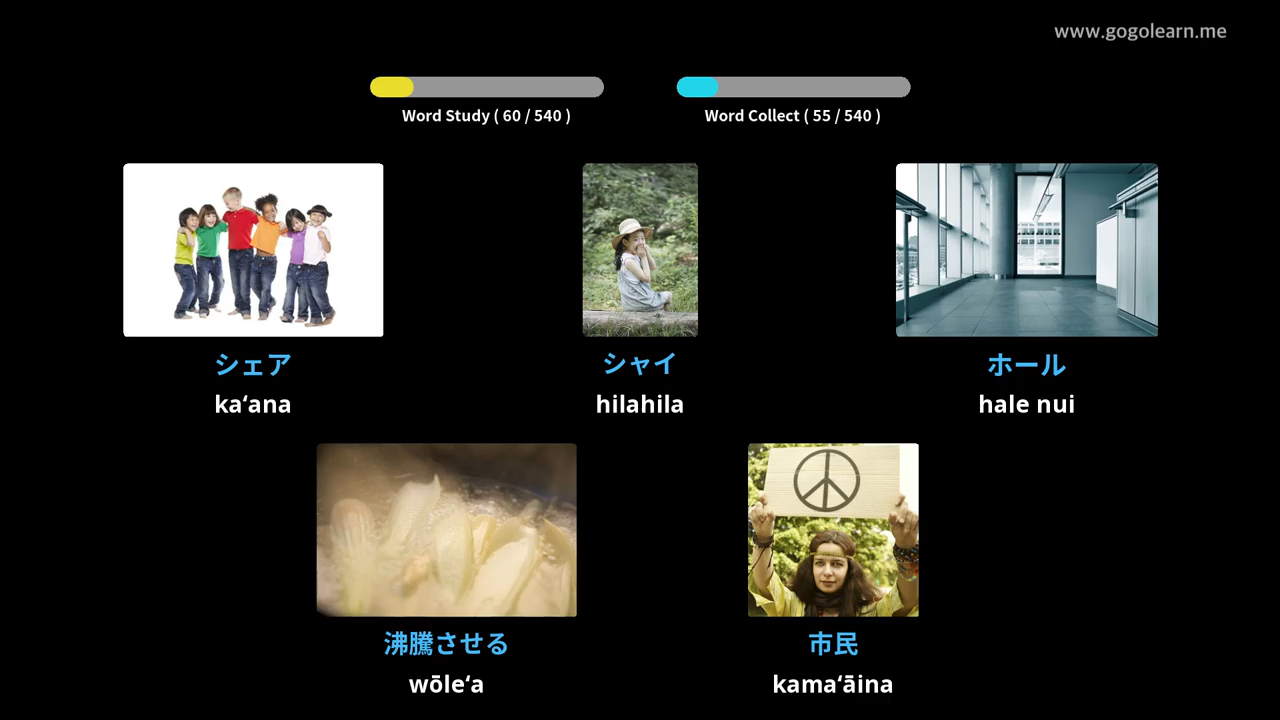 www.gogolearn.me
Word Study ( 60 / 540 )
Word Collect ( 55 / 540 )
シェア
kaʻana
シャイ
hilahila
ホール
hale nui
沸騰させる
wōleʻa
市民
kamaʻāina